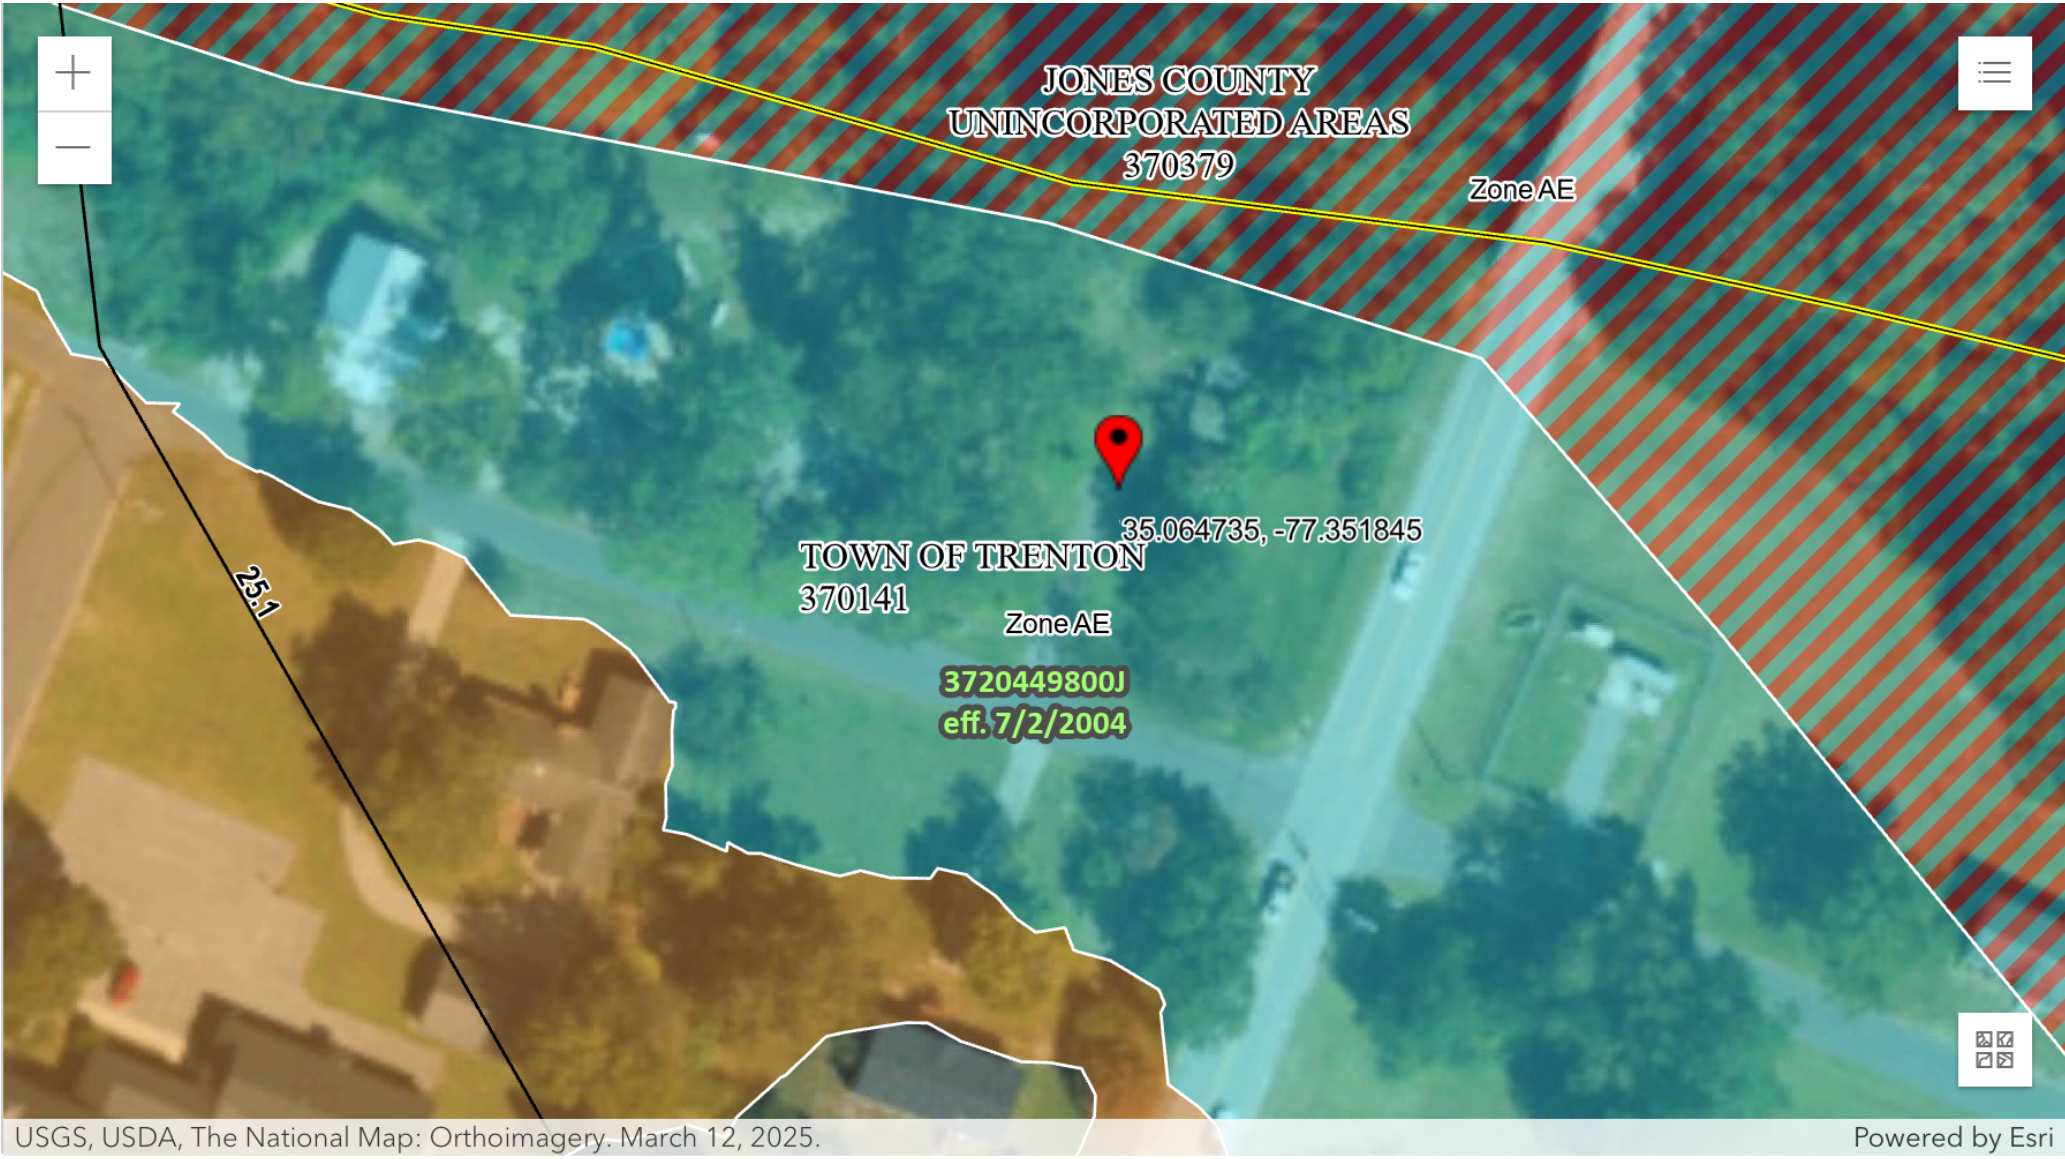 JONES COUNTY
UNINCORPORATED AREAS
370379
Zone AE
35.064735, -77.351845
TOWN OF TRENTON
370141
25.1
Zone AE
3720449800J
eff. 7/2/2004
USGS, USDA, The National Map: Orthoimagery. March 12, 2025.
Powered by Esri